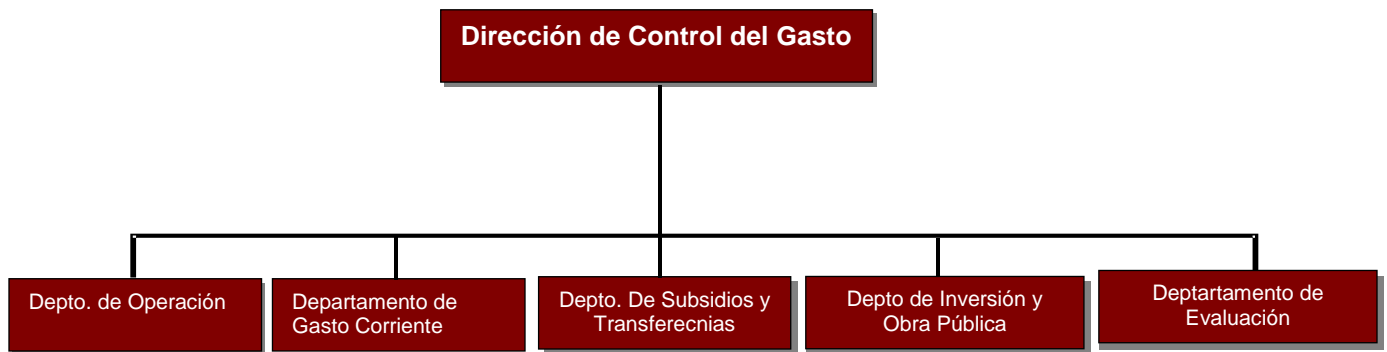 Dirección de Control del Gasto
Depto. de Operación
Departamento de
Gasto Corriente
Depto. De Subsidios y
Transferecnias
Depto de Inversión y
Obra Pública
Deptartamento de
Evaluación